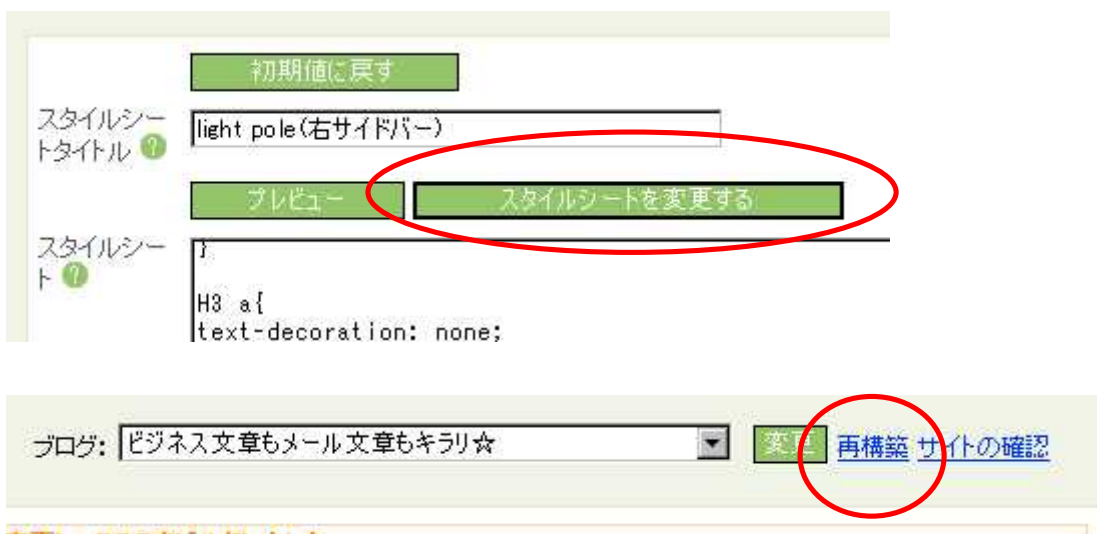 初期値に戻す
スタイルシー
トタイトル ?
light pole(右サイドバー)
プレビュー スタイルシートを変更する
スタイルシー
ト ?
}
H3 a{
text-decoration: none;
ブログ: ビジネス文章もメール文章もキラリ☆ 変更 再構築 サイトの確認